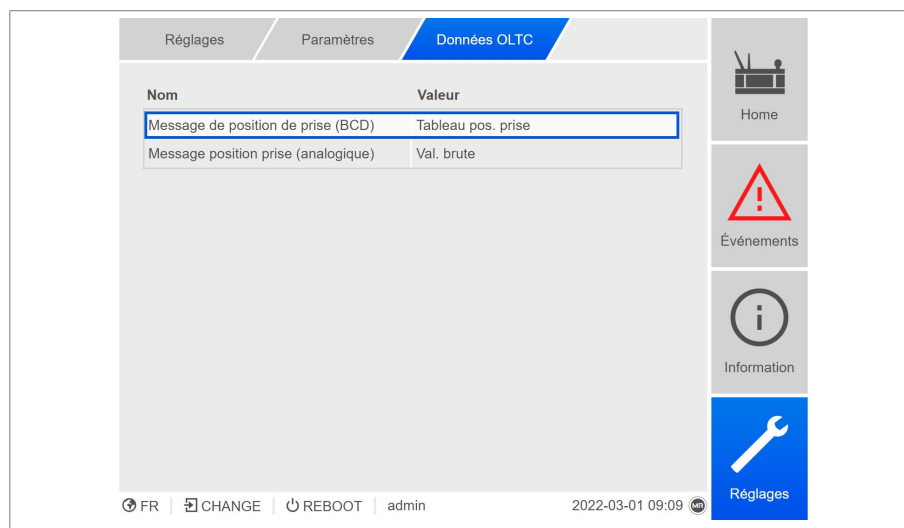 Réglages Paramètres Données OLTC
Home
Nom Valeur
Message de position de prise (BCD) Tableau pos. prise
Message position prise (analogique) Val. brute
Événements
Information
Réglages
FR CHANGE REBOOT admin 2022-03-01 09:09 MR